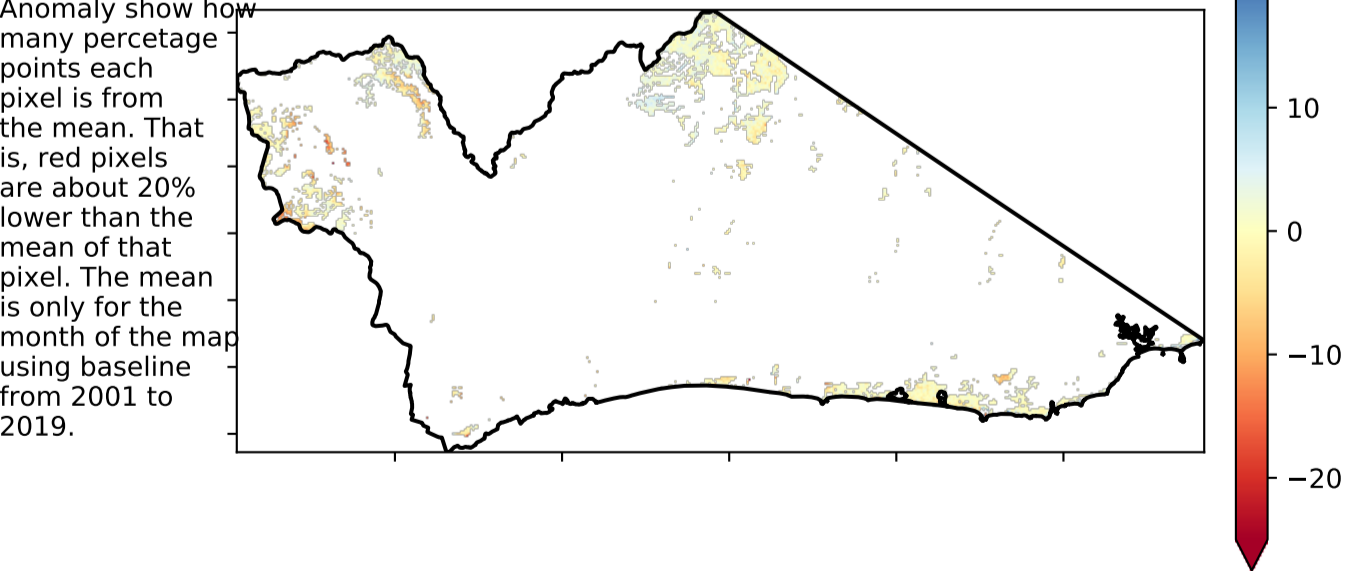 Anomaly show how
many percetage
points each
pixel is from
the mean. That
is, red pixels
are about 20%
lower than the
mean of that
pixel. The mean
is only for the
month of the map
using baseline
from 2001 to
2019.
10
0
−10
−20